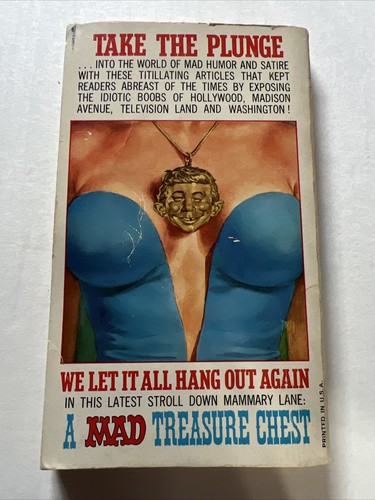 TAKE THE PLUNGE
. . . INTO THE WORLD OF MAD HUMOR AND SATIRE
WITH THESE TITILLATING ARTICLES THAT KEPT
READERS ABREAST OF THE TIMES BY EXPOSING
THE IDIOTIC BOOBS OF HOLLYWOOD, MADISON
AVENUE, TELEVISION LAND AND WASHINGTON!
WE LET IT ALL HANG OUT AGAIN
IN THIS LATEST STROLL DOWN MAMMARY LANE:
A MAD TREASURE CHEST
PRINTED IN U.S.A.